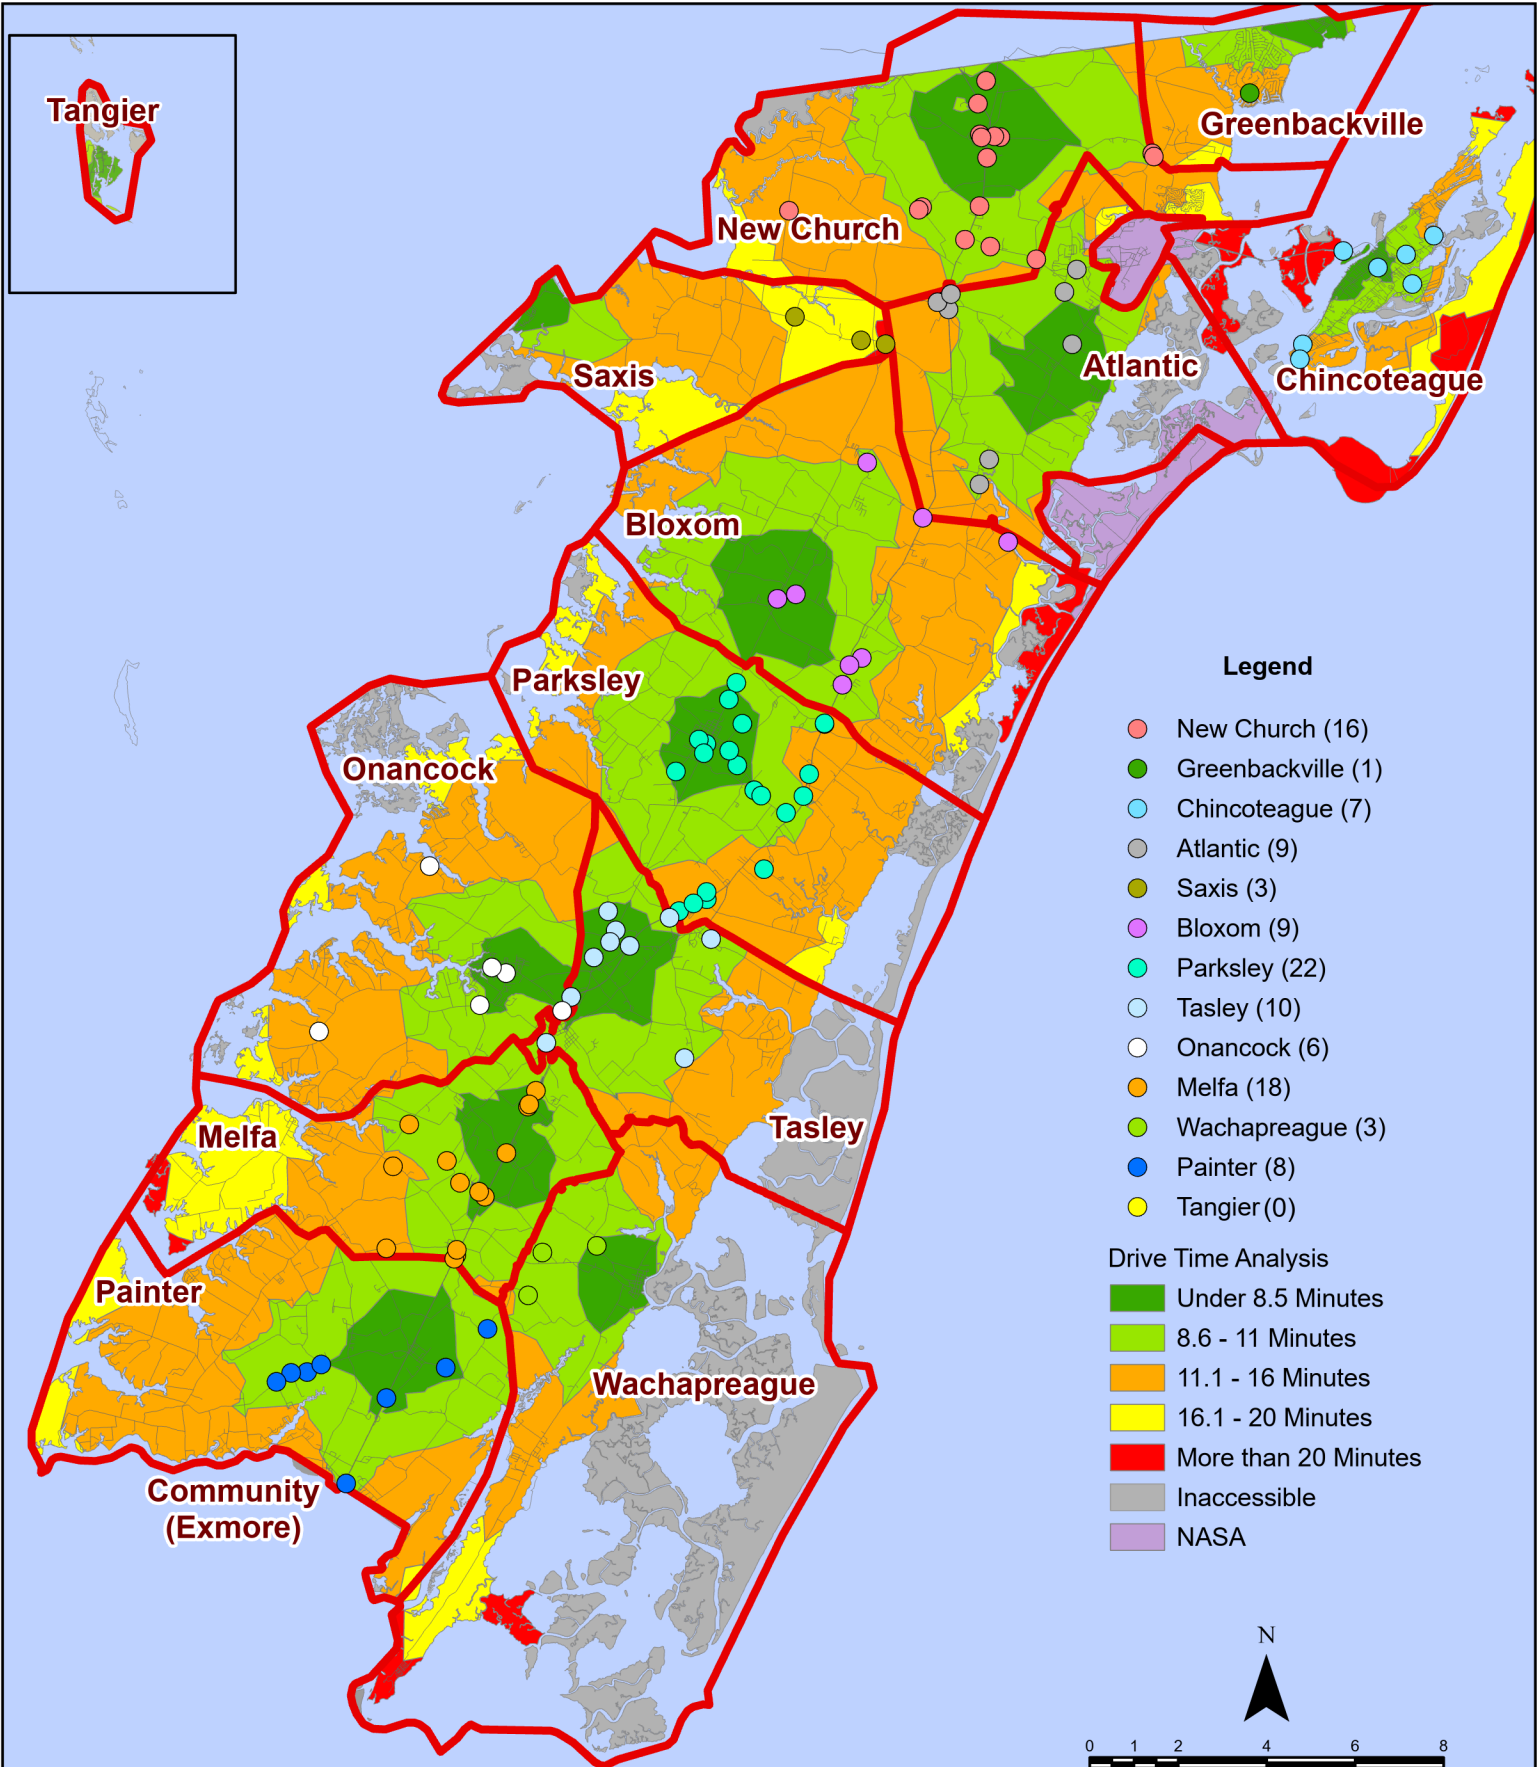 Tangier
Greenbackville
New Church
Saxis
Atlantic
Chincoteague
Bloxom
Parksley
Onancock
Tasley
Melfa
Painter
Wachapreague
Community
(Exmore)
Legend
New Church (16)
Greenbackville (1)
Chincoteague (7)
Atlantic (9)
Saxis (3)
Bloxom (9)
Parksley (22)
Tasley (10)
Onancock (6)
Melfa (18)
Wachapreague (3)
Painter (8)
Tangier (0)
Drive Time Analysis
Under 8.5 Minutes
8.6 - 11 Minutes
11.1 - 16 Minutes
16.1 - 20 Minutes
More than 20 Minutes
Inaccessible
NASA
N
0 1 2 4 6 8